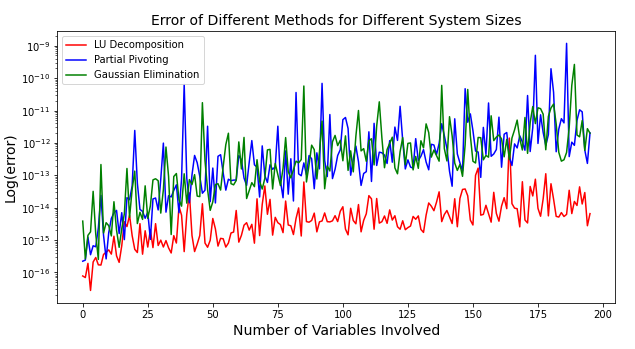 Error of Different Methods for Different System Sizes
LU Decomposition
Partial Pivoting
Gaussian Elimination
Log(error)
10⁻⁹
10⁻¹⁰
10⁻¹¹
10⁻¹²
10⁻¹³
10⁻¹⁴
10⁻¹⁵
10⁻¹⁶
0 25 50 75 100 125 150 175 200
Number of Variables Involved